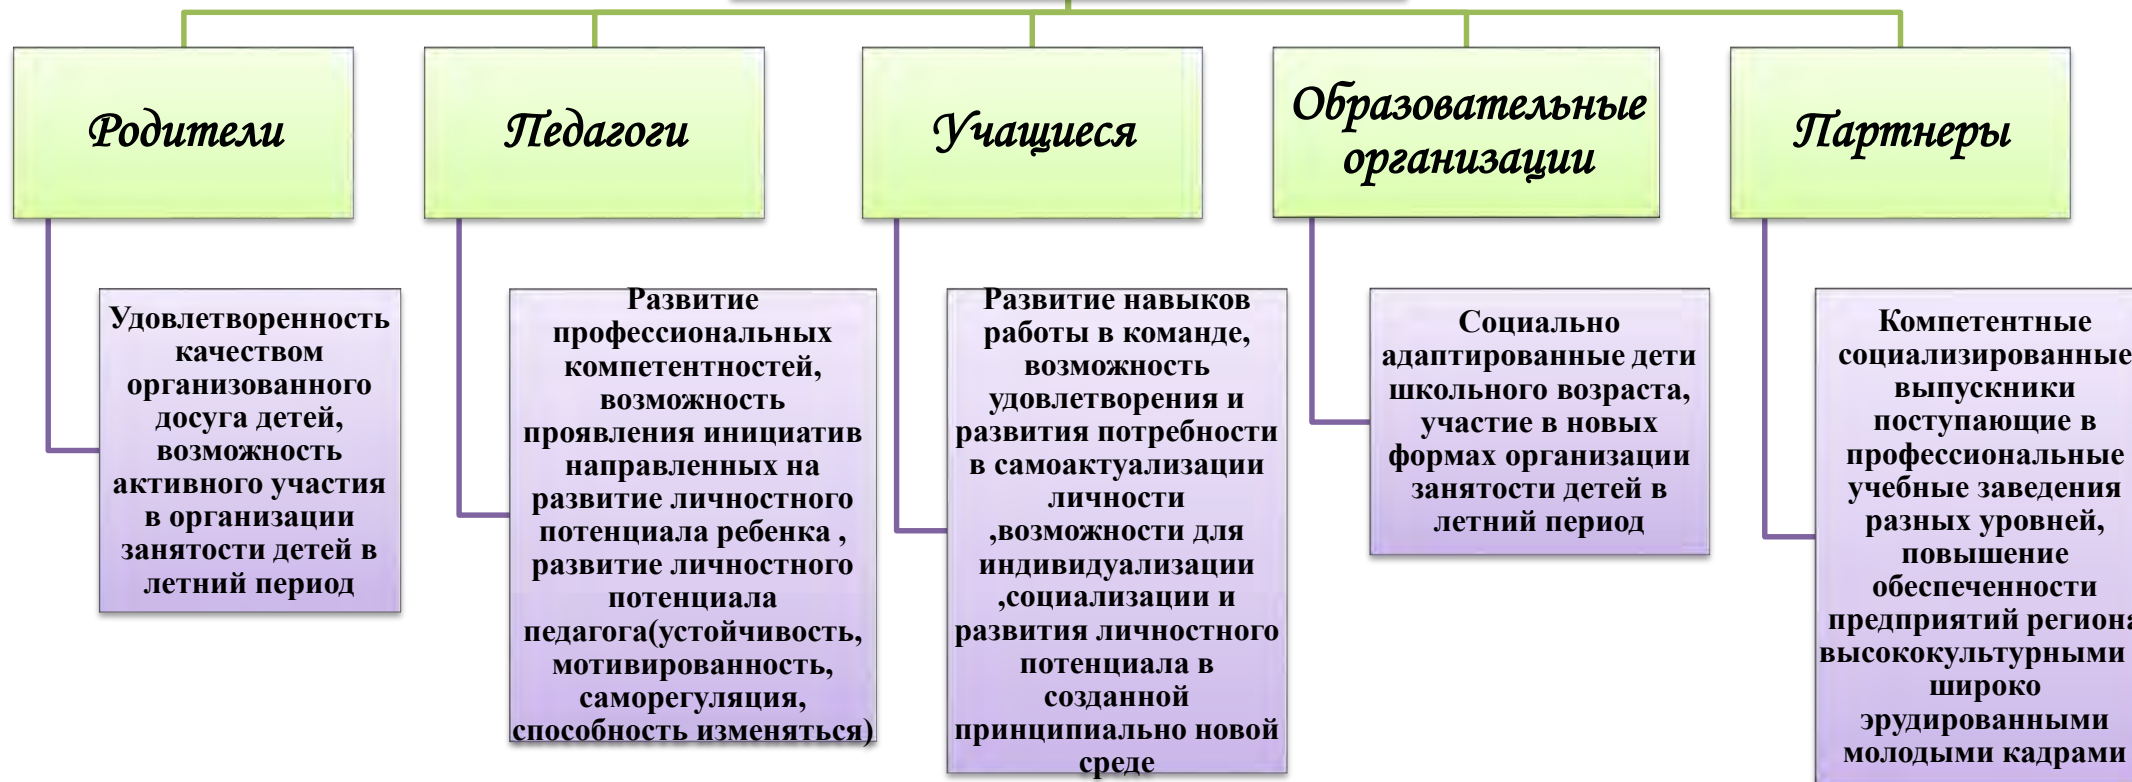 Родители
Педагоги
Учащиеся
Образовательные
организации
Партнеры
Удовлетворенность
качеством
организованного
досуга детей,
возможность
активного участия
в организации
занятости детей в
летний период
Развитие
профессиональных
компетентностей,
возможность
проявления инициатив
направленных на
развитие личностного
потенциала ребенка ,
развитие личностного
потенциала
педагога(устойчивость,
мотивированность,
саморегуляция,
способность изменяться)
Развитие навыков
работы в команде,
возможность
удовлетворения и
развития потребности
в самоактуализации
личности
,возможности для
индивидуализации
,социализации и
развития личностного
потенциала в
созданной
принципиально новой
среде
Социально
адаптированные дети
школьного возраста,
участие в новых
формах организации
занятости детей в
летний период
Компетентные
социализированные
выпускники
поступающие в
профессиональные
учебные заведения
разных уровней,
повышение
обеспеченности
предприятий региона
высококультурными
широко
эрудированными
молодыми кадрами